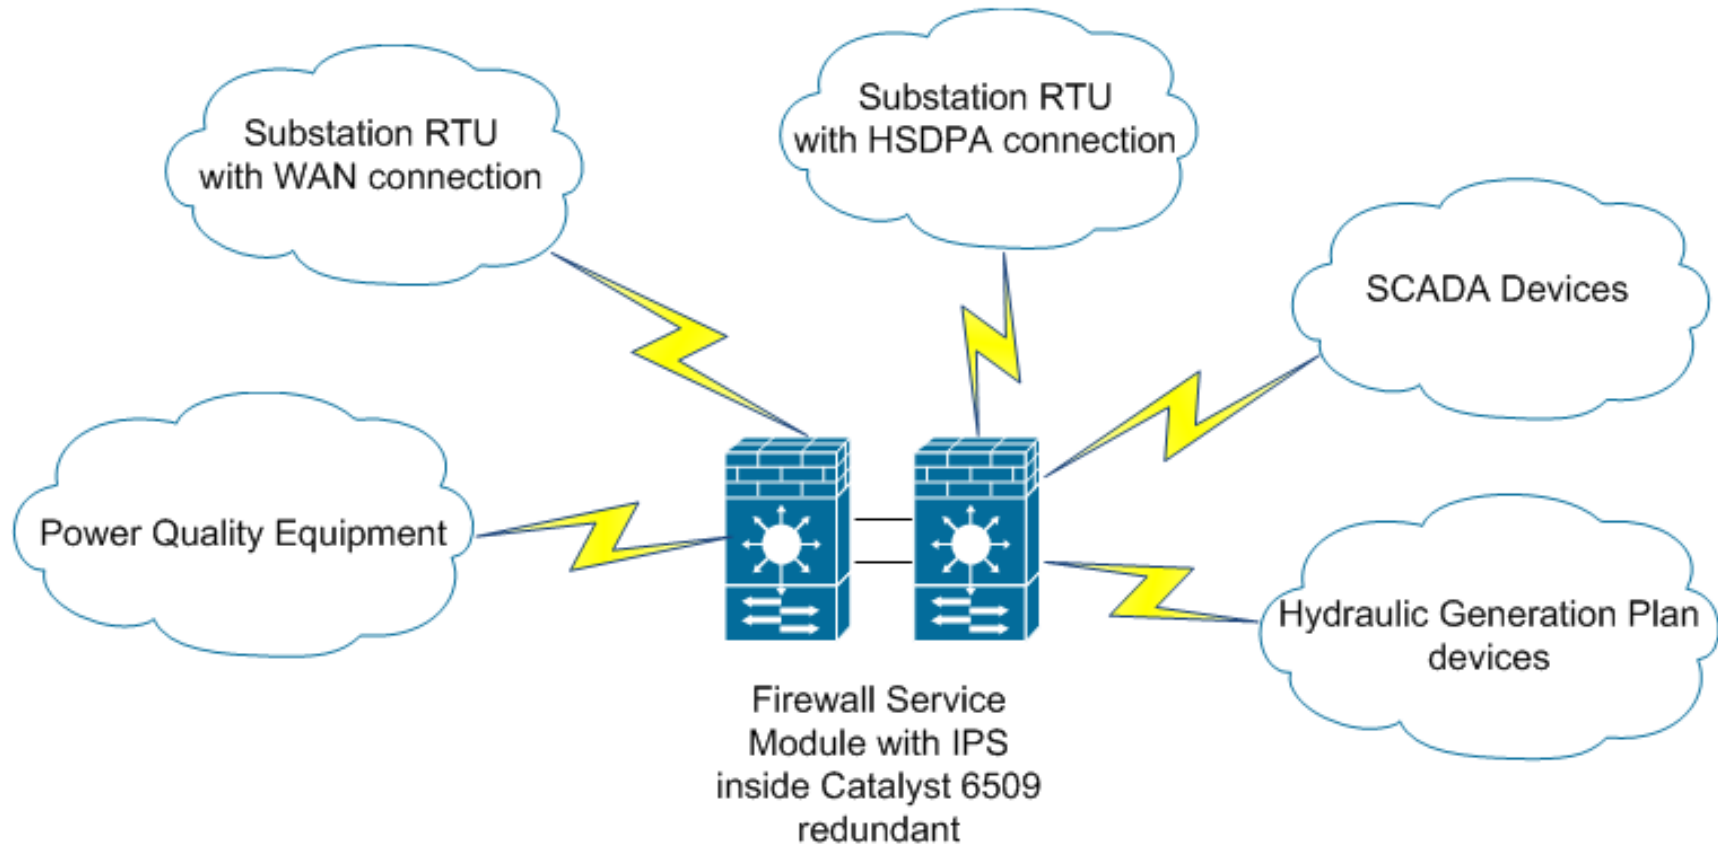 Substation RTU
with WAN connection
Substation RTU
with HSDPA connection
SCADA Devices
Power Quality Equipment
Hydraulic Generation Plan
devices
Firewall Service
Module with IPS
inside Catalyst 6509
redundant